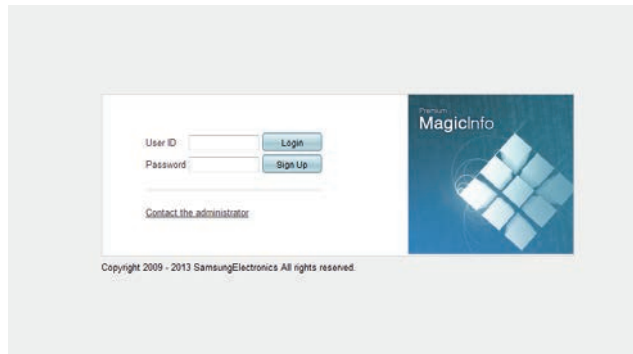 Premium
MagicInfo
User ID
Login
Password
Sign Up
Contact the administrator
Copyright 2009 - 2013 SamsungElectronics All rights reserved.